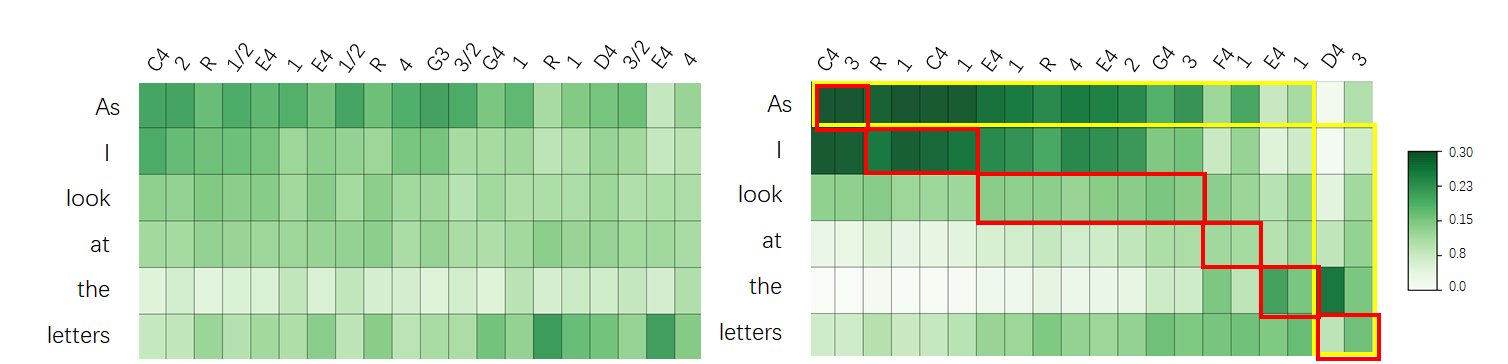 C4 2 R 1/2 E4 1 E4 1/2 R 4 G3 3/2 G4 1 R 1 D4 3/2 E4 4
As
I
look
at
the
letters
C4 3 R 1 C4 1 E4 1 R 4 E4 2 G4 3 F4 1 E4 1 D4 3
As
I
look
at
the
letters
0.30
0.23
0.15
0.8
0.0